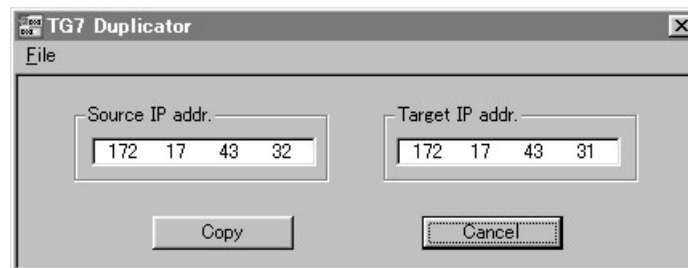 TG7 Duplicator
File
Source IP addr.
172 17 43 32
Target IP addr.
172 17 43 31
Copy
Cancel